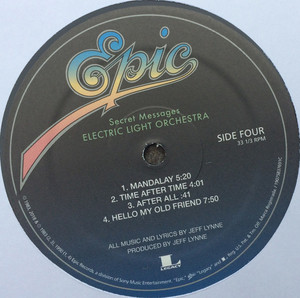 Epic
Secret Messages
ELECTRIC LIGHT ORCHESTRA
SIDE FOUR
33 1/3 RPM
1. MANDALAY 5:20
2. TIME AFTER TIME 4:01
3. AFTER ALL :41
4. HELLO MY OLD FRIEND 7:50
ALL MUSIC AND LYRICS BY JEFF LYNNE
PRODUCED BY JEFF LYNNE
LEGACY